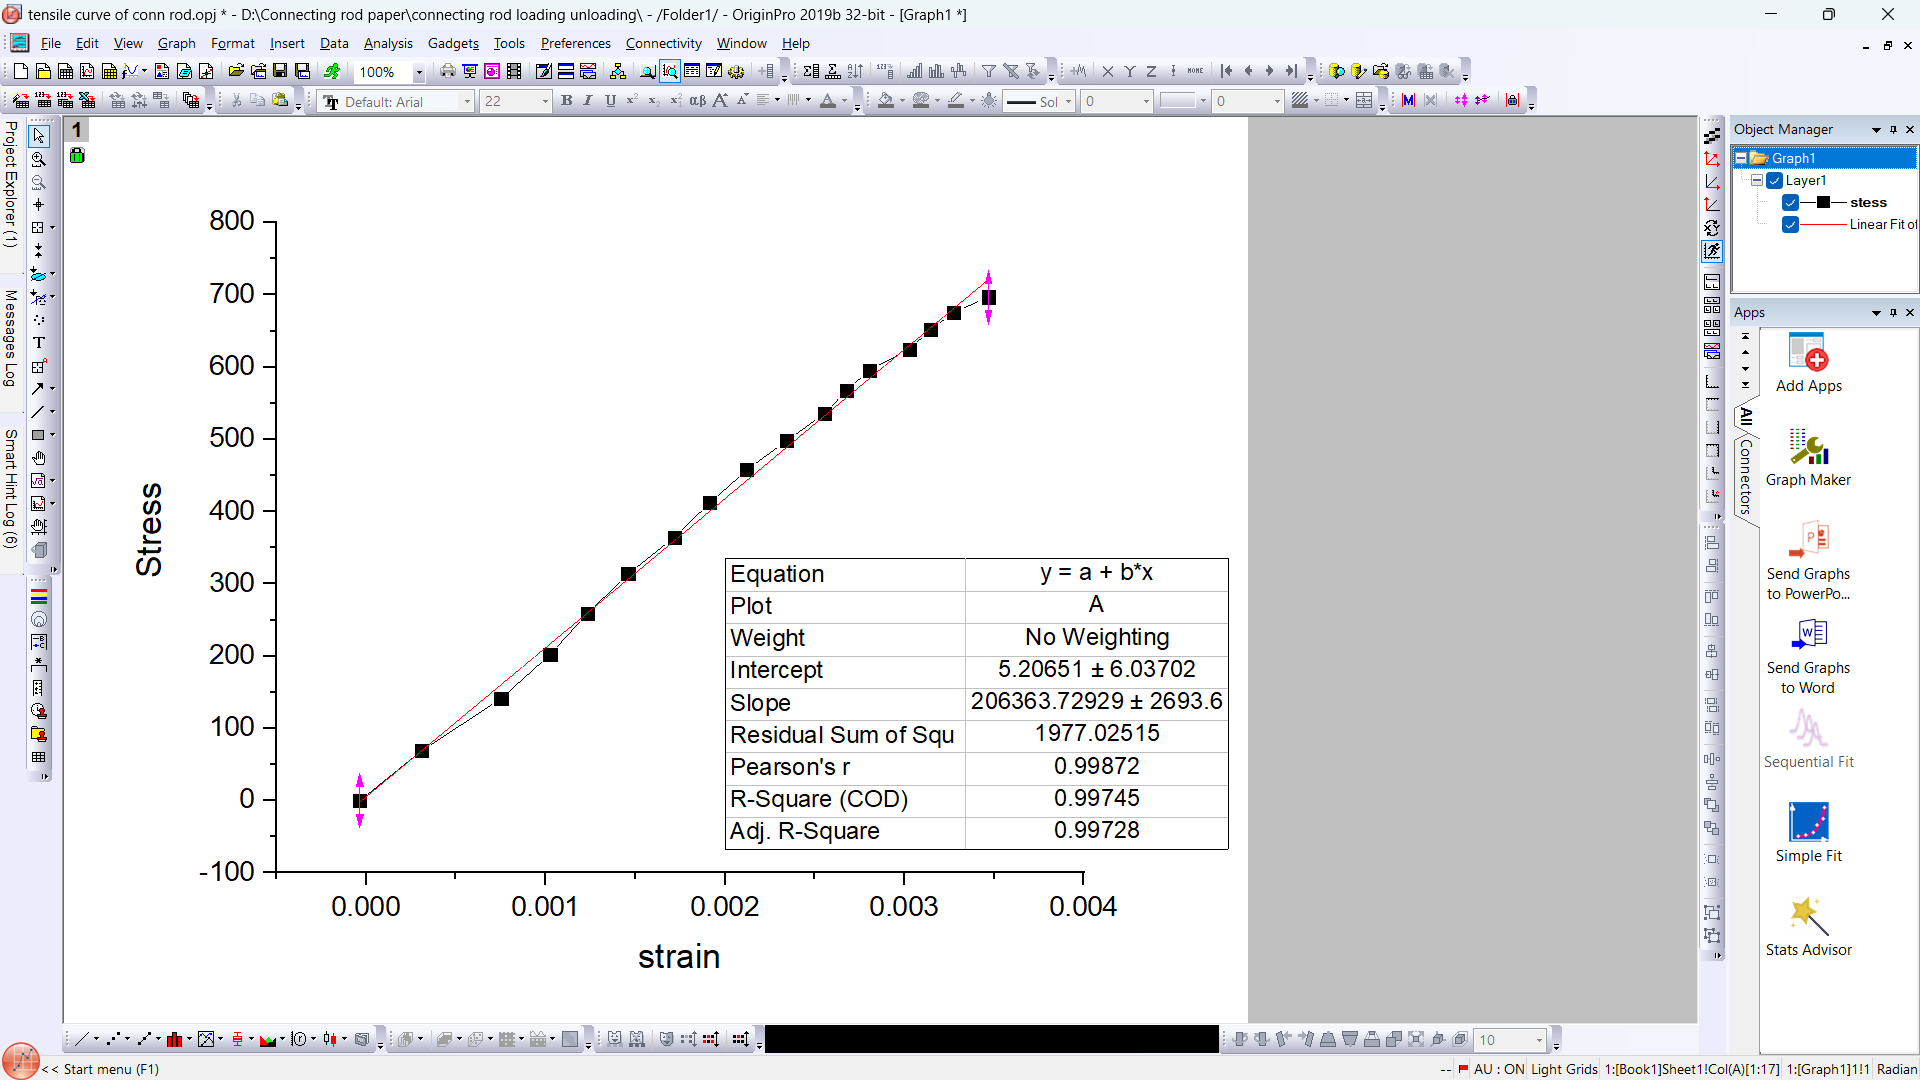 tensile curve of conn rod.opj * - D:\Connecting rod paper\connecting rod loading unloading\ - /Folder1/ - OriginPro 2019b 32-bit - [Graph1 *]
File Edit View Graph Format Insert Data Analysis Gadgets Tools Preferences Connectivity Window Help
100%
Default: Arial 22 B I U αβ Sol 0 0
Project Explorer (1)
Messages Log
Smart Hint Log (6)
1
800
700
600
500
400
300
200
100
0
-100
Stress
0.000 0.001 0.002 0.003 0.004
strain
Equation y = a + b*x
Plot A
Weight No Weighting
Intercept 5.20651 ± 6.03702
Slope 206363.72929 ± 2693.6
Residual Sum of Squ 1977.02515
Pearson's r 0.99872
R-Square (COD) 0.99745
Adj. R-Square 0.99728
Object Manager
Graph1
Layer1
stess
Linear Fit of
Apps
All
Connectors
Add Apps
Graph Maker
Send Graphs
to PowerPo...
Send Graphs
to Word
Sequential Fit
Simple Fit
Stats Advisor
10
<< Start menu (F1)
-- AU : ON Light Grids 1:[Book1]Sheet1!Col(A)[1:17] 1:[Graph1]1!1 Radian